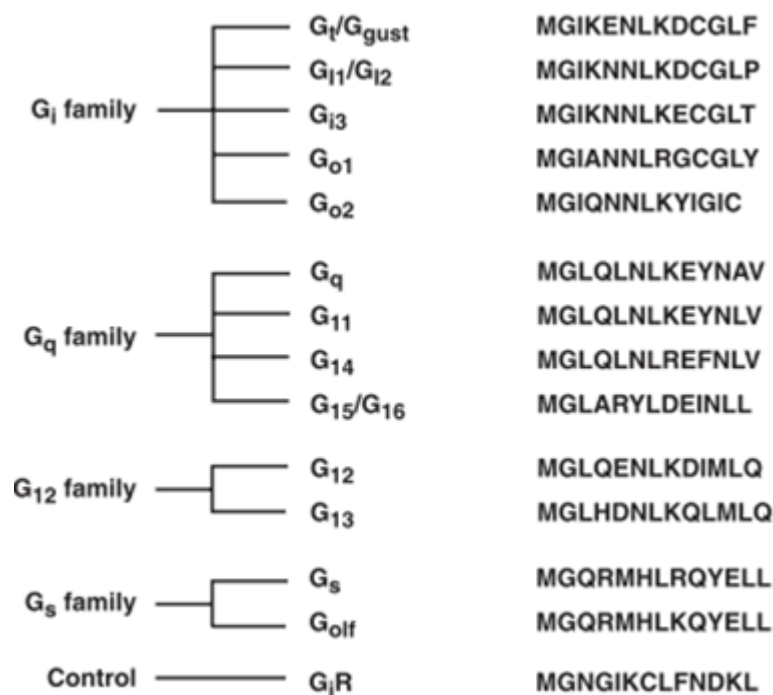 Gt/Ggust MGIKENLKDCGLF
GI1/GI2 MGIKNNLKDCGLP
Gi family Gi3 MGIKNNLKECGLT
Go1 MGIANNLRGCGLY
Go2 MGIQNNLKYIGIC
Gq MGLQLNLKEYNAV
Gq family G11 MGLQLNLKEYNLV
G14 MGLQLNLREFNLV
G15/G16 MGLARYLDEINLL
G12 family G12 MGLQENLKDIMLQ
G13 MGLHDNLKQLMLQ
Gs family Gs MGQRMHLRQYELL
Golf MGQRMHLKQYELL
Control GiR MGNGIKCLFNDKL